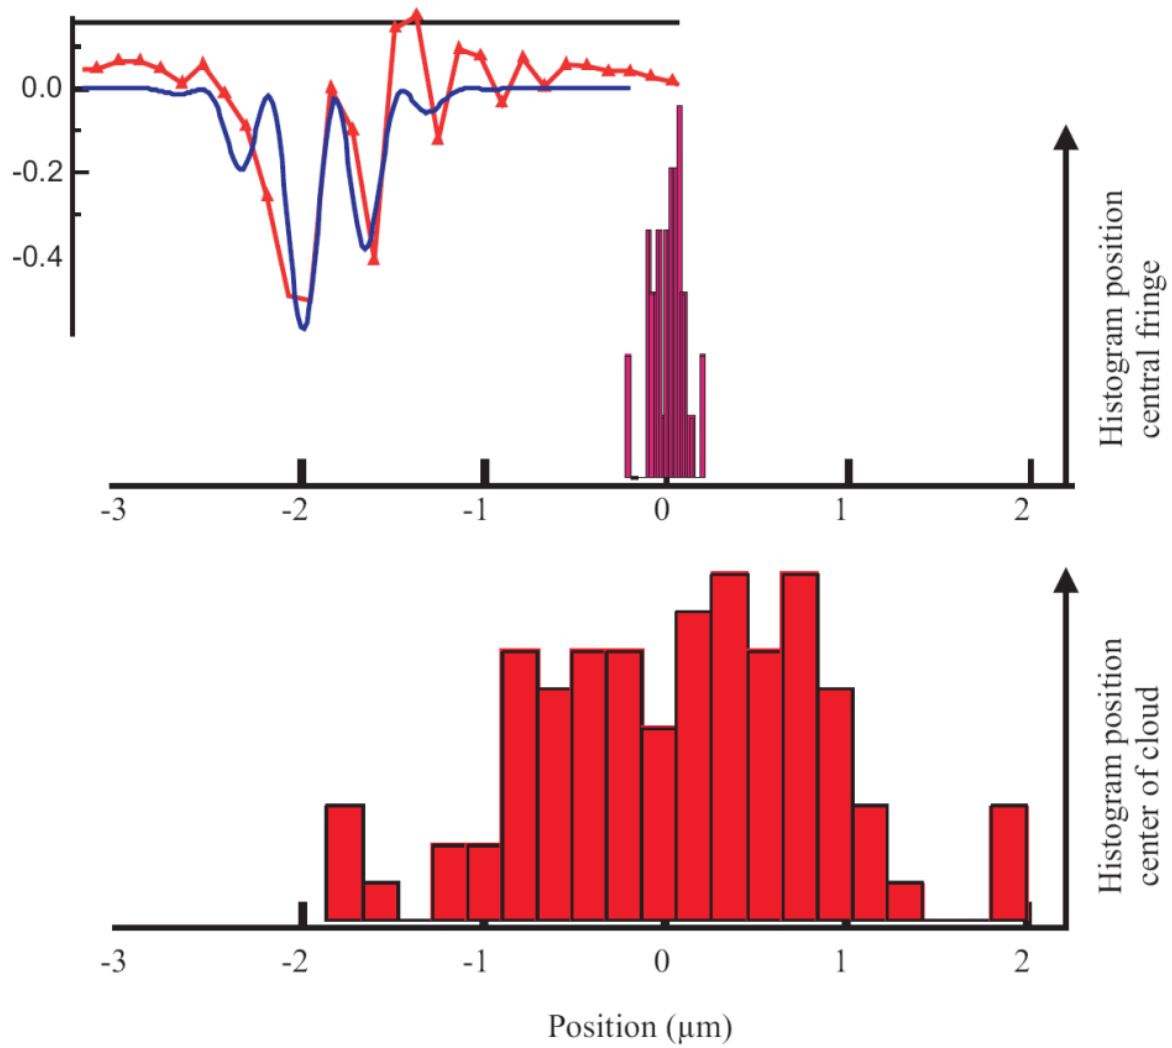 0.0
-0.2
-0.4
Histogram position
central fringe
-3 -2 -1 0 1 2
Histogram position
center of cloud
-3 -2 -1 0 1 2
Position (μm)